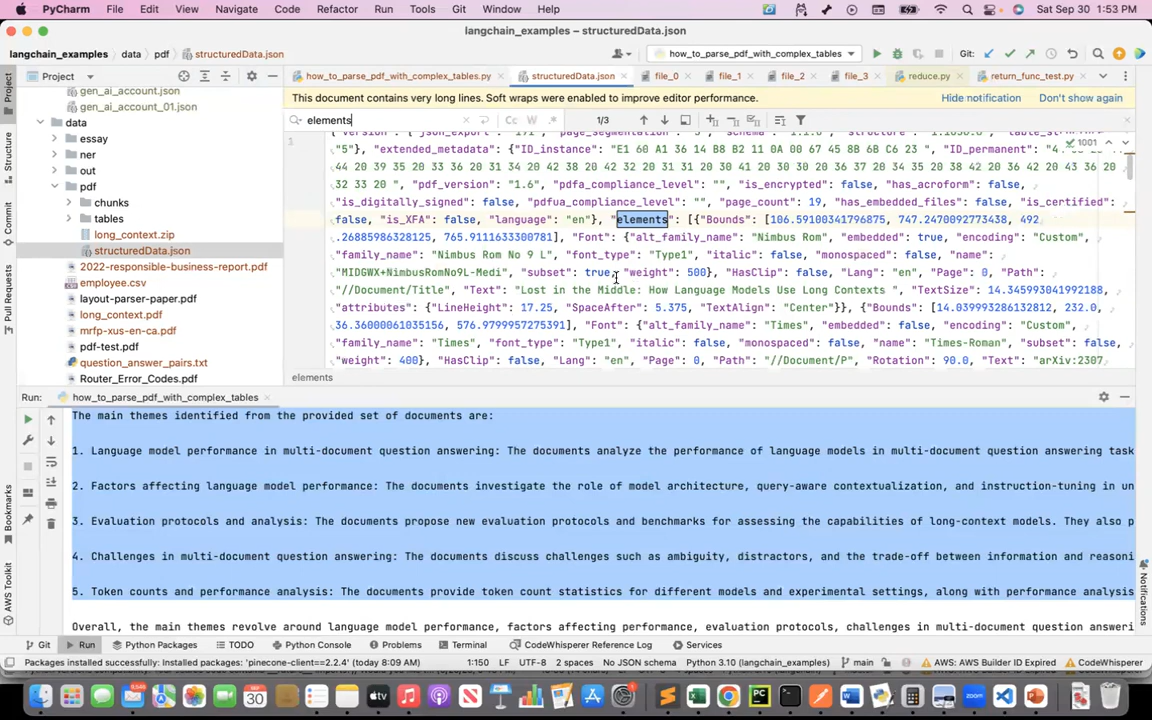 PyCharm File Edit View Navigate Code Refactor Run Tools Git Window Help Sat Sep 30 1:53 PM
langchain_examples – structuredData.json
langchain_examples data pdf structuredData.json how_to_parse_pdf_with_complex_tables Git:
Project how_to_parse_pdf_with_complex_tables.py structuredData.json file_0 file_1 file_2 file_3 reduce.py return_func_test.py
gen_ai_account.json
gen_ai_account_01.json
data
essay
ner
out
pdf
chunks
tables
long_context.zip
structuredData.json
2022-responsible-business-report.pdf
employee.csv
layout-parser-paper.pdf
long_context.pdf
mrfp-xus-en-ca.pdf
pdf-test.pdf
question_answer_pairs.txt
Router_Error_Codes.pdf
This document contains very long lines. Soft wraps were enabled to improve editor performance. Hide notification Don't show again
elements Cc W .* 1/3
1
1001
"5"}, "extended_metadata": {"ID_instance": "E1 60 A1 36 14 B8 B2 11 0A 00 67 45 8B 6B C6 23 ", "ID_permanent":
44 20 39 35 20 33 36 31 34 20 42 38 20 42 32 20 31 31 20 30 41 20 30 30 20 36 37 20 34 35 20 38 42 20 36 42 20 43 36 20
32 33 20 ", "pdf_version": "1.6", "pdfa_compliance_level": "", "is_encrypted": false, "has_acroform": false,
"is_digitally_signed": false, "pdfua_compliance_level": "", "page_count": 19, "has_embedded_files": false, "is_certified":
false, "is_XFA": false, "language": "en"}, "elements": [{"Bounds": [106.59100341796875, 747.2470092773438, 492
.26885986328125, 765.9111633300781], "Font": {"alt_family_name": "Nimbus Rom", "embedded": true, "encoding": "Custom",
"family_name": "Nimbus Rom No 9 L", "font_type": "Type1", "italic": false, "monospaced": false, "name":
"MIDGWX+NimbusRomNo9L-Medi", "subset": true, "weight": 500}, "HasClip": false, "Lang": "en", "Page": 0, "Path":
"//Document/Title", "Text": "Lost in the Middle: How Language Models Use Long Contexts ", "TextSize": 14.345993041992188,
"attributes": {"LineHeight": 17.25, "SpaceAfter": 5.375, "TextAlign": "Center"}}, {"Bounds": [14.039993286132812, 232.0,
36.36000061035156, 576.9799957275391], "Font": {"alt_family_name": "Times", "embedded": false, "encoding": "Custom",
"family_name": "Times", "font_type": "Type1", "italic": false, "monospaced": false, "name": "Times-Roman", "subset": false,
"weight": 400}, "HasClip": false, "Lang": "en", "Page": 0, "Path": "//Document/P", "Rotation": 90.0, "Text": "arXiv:2307
elements
Run: how_to_parse_pdf_with_complex_tables
The main themes identified from the provided set of documents are:
1. Language model performance in multi-document question answering: The documents analyze the performance of language models in multi-document question answering task
2. Factors affecting language model performance: The documents investigate the role of model architecture, query-aware contextualization, and instruction-tuning in un
3. Evaluation protocols and analysis: The documents propose new evaluation protocols and benchmarks for assessing the capabilities of long-context models. They also p
4. Challenges in multi-document question answering: The documents discuss challenges such as ambiguity, distractors, and the trade-off between information and reasoni
5. Token counts and performance analysis: The documents provide token count statistics for different models and experimental settings, along with performance analysis
Overall, the main themes revolve around language model performance, factors affecting performance, evaluation protocols, challenges in multi-document question answeri
Project
Structure
Commit
Pull Requests
Bookmarks
AWS Toolkit
Notifications
Git Run Python Packages TODO Python Console Problems Terminal CodeWhisperer Reference Log Services
Packages installed successfully: Installed packages: 'pinecone-client==2.2.4' (today 8:09 AM) 1:150 LF UTF-8 2 spaces No JSON schema Python 3.10 (langchain_examples) main AWS: AWS Builder ID Expired CodeWhisperer